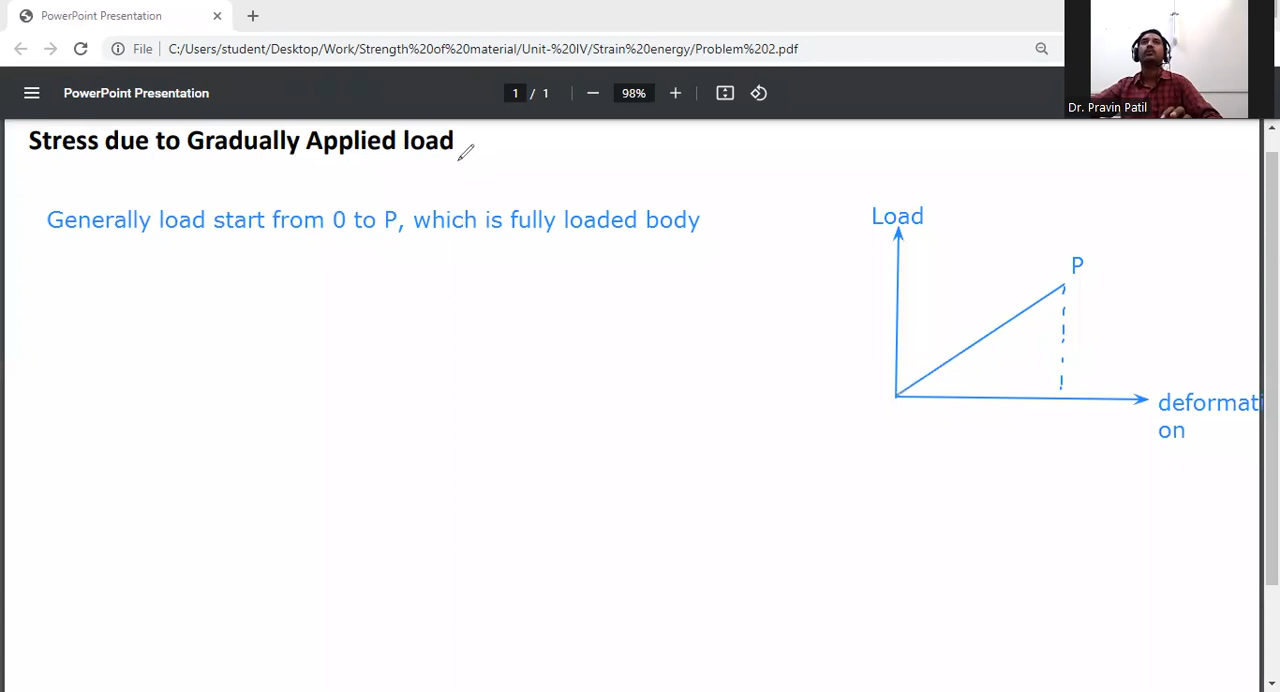 PowerPoint Presentation
File
C:/Users/student/Desktop/Work/Strength%20of%20material/Unit-%20IV/Strain%20energy/Problem%202.pdf
PowerPoint Presentation
1 / 1
98%
Dr. Pravin Patil
Stress due to Gradually Applied load
Generally load start from 0 to P, which is fully loaded body
Load
P
deformati
on